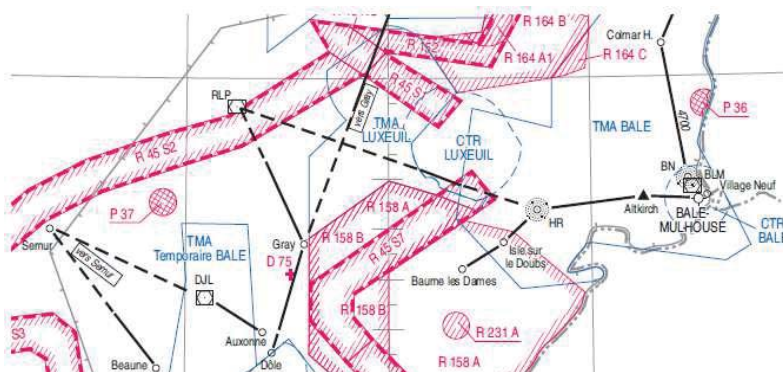 R 164 B
R 152
R 164 A1
R 164 C
Colmar H.
R 45 S1
RLP
vers Gray
TMA
LUXEUIL
CTR
LUXEUIL
TMA BALE
P 36
4700
R 45 S2
BN
BLM
Village Neuf
P 37
HR
Altkirch
BALE-
MULHOUSE
Semur
R 158 A
R 158 B
R 45 S7
CTR
BALE
TMA
Temporaire BALE
Gray
D 75
Isle sur
le Doubs
Baume les Dames
vers Semur
DJL
R 158 B
R 231 A
S3
Auxonne
Beaune
Dôle
R 158 A